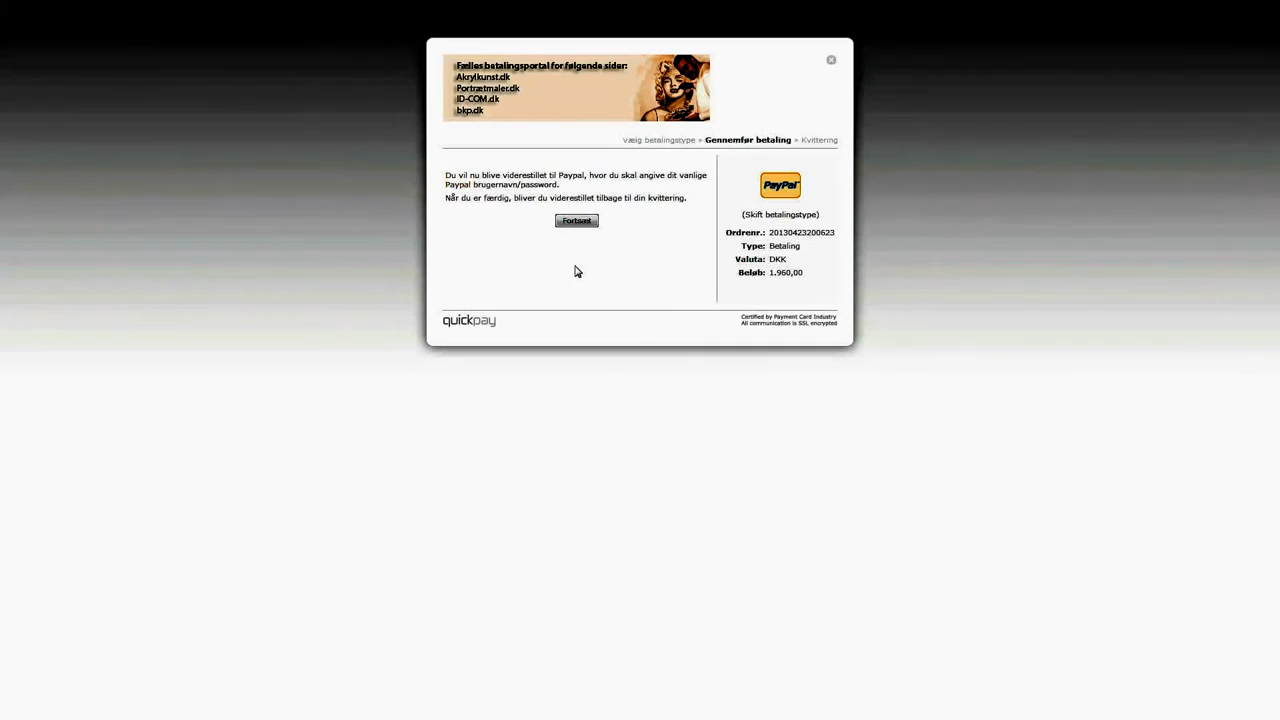 Fælles betalingsportal for følgende sider:
Akrylkunst.dk
Portrætmaler.dk
ID-COM.dk
bkp.dk
Vælg betalingstype » Gennemfør betaling » Kvittering
Du vil nu blive viderestillet til Paypal, hvor du skal angive dit vanlige
Paypal brugernavn/password.
Når du er færdig, bliver du viderestillet tilbage til din kvittering.
Fortsæt
PayPal
(Skift betalingstype)
Ordrenr.: 20130423200623
Type: Betaling
Valuta: DKK
Beløb: 1.960,00
quickpay
Certified by Payment Card Industry
All communication is SSL encrypted